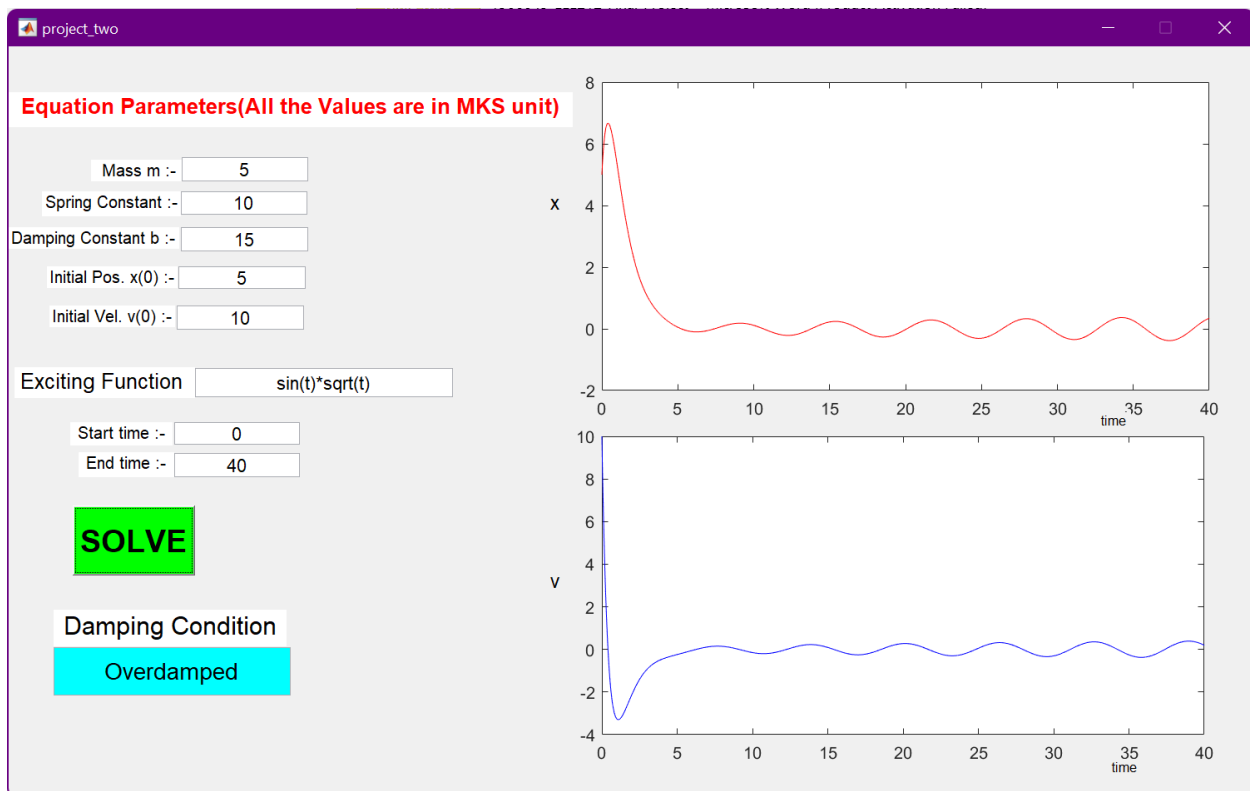 project_two
Equation Parameters(All the Values are in MKS unit)
Mass m :- 5
Spring Constant :- 10
Damping Constant b :- 15
Initial Pos. x(0) :- 5
Initial Vel. v(0) :- 10
Exciting Function sin(t)*sqrt(t)
Start time :- 0
End time :- 40
SOLVE
Damping Condition
Overdamped
8
6
x 4
2
0
-2
0 5 10 15 20 25 30 35 40
time
10
8
6
4
v 2
0
-2
-4
0 5 10 15 20 25 30 35 40
time